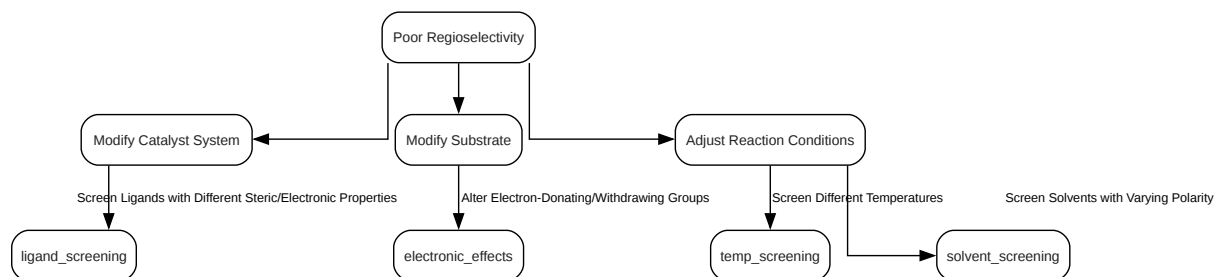 Poor Regioselectivity
Modify Catalyst System
Modify Substrate
Adjust Reaction Conditions
Screen Ligands with Different Steric/Electronic Properties
Alter Electron-Donating/Withdrawing Groups
Screen Different Temperatures
Screen Solvents with Varying Polarity
ligand_screening
electronic_effects
temp_screening
solvent_screening